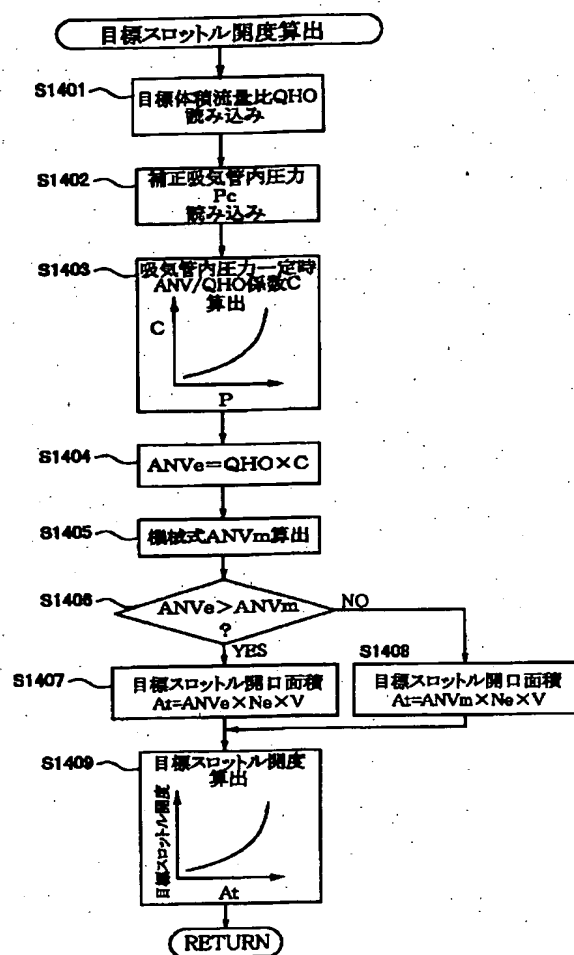 目標スロットル開度算出
S1401
目標体積流量比QHO
読み込み
S1402
補正吸気管内圧力
Pc
読み込み
S1403
吸気管内圧力一定時
ANV/QHO係数C
算出
C
P
S1404
ANVe=QHO×C
S1405
機械式ANVm算出
S1406
ANVe>ANVm
?
NO
YES
S1407
目標スロットル開口面積
At=ANVe×Ne×V
S1408
目標スロットル開口面積
At=ANVm×Ne×V
S1409
目標スロットル開度
算出
目標スロットル開度
At
RETURN